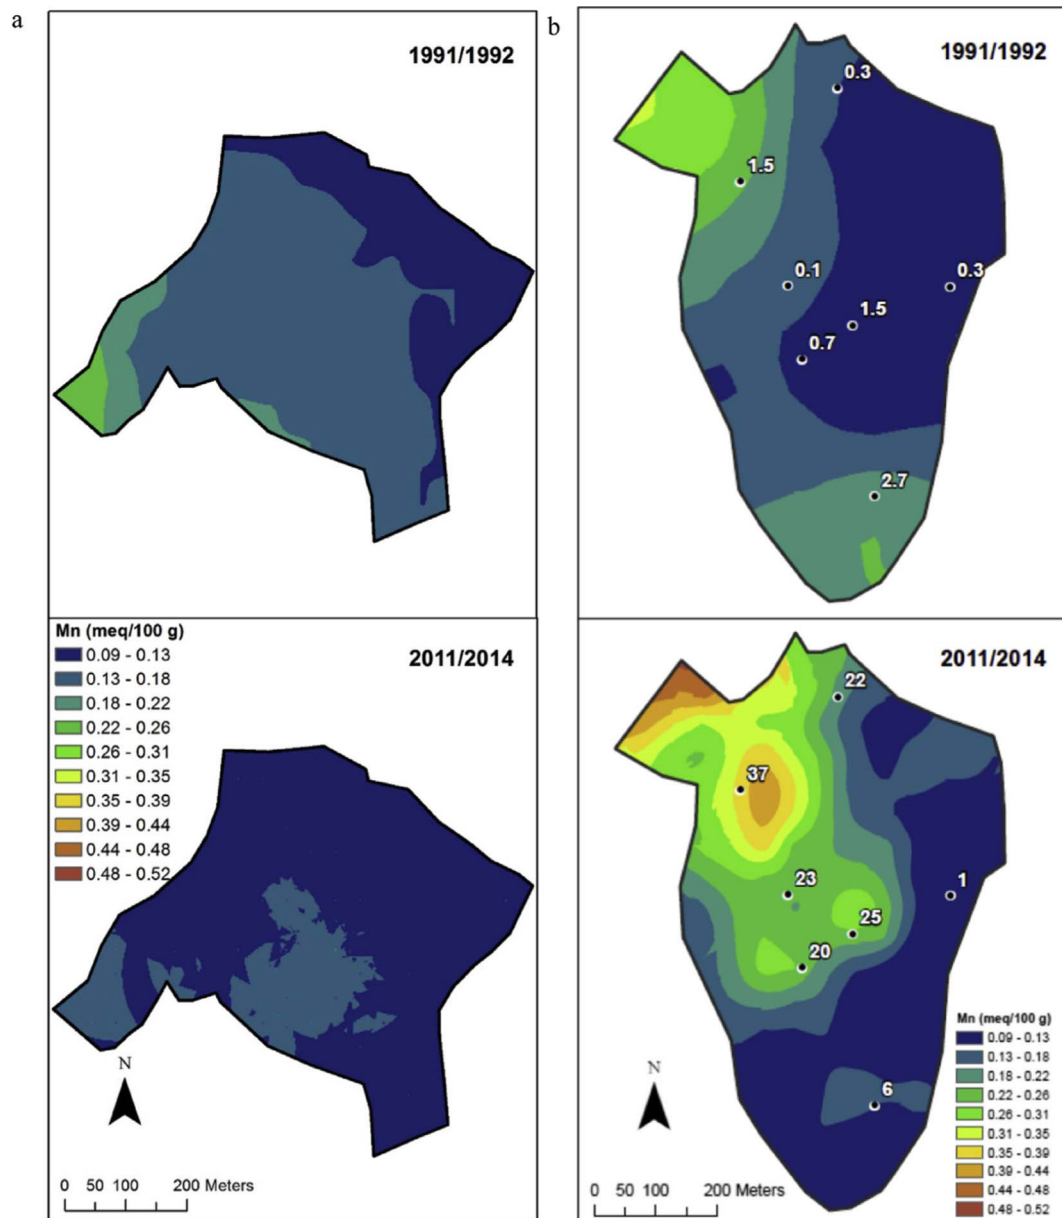 a
1991/1992
b
1991/1992
0.3
1.5
0.1
0.3
1.5
0.7
2.7
Mn (meq/100 g)
0.09 - 0.13
0.13 - 0.18
0.18 - 0.22
0.22 - 0.26
0.26 - 0.31
0.31 - 0.35
0.35 - 0.39
0.39 - 0.44
0.44 - 0.48
0.48 - 0.52
2011/2014
N
0 50 100 200 Meters
2011/2014
22
37
23
1
25
20
6
Mn (meq/100 g)
0.09 - 0.13
0.13 - 0.18
0.18 - 0.22
0.22 - 0.26
0.26 - 0.31
0.31 - 0.35
0.35 - 0.39
0.39 - 0.44
0.44 - 0.48
0.48 - 0.52
N
0 50 100 200 Meters